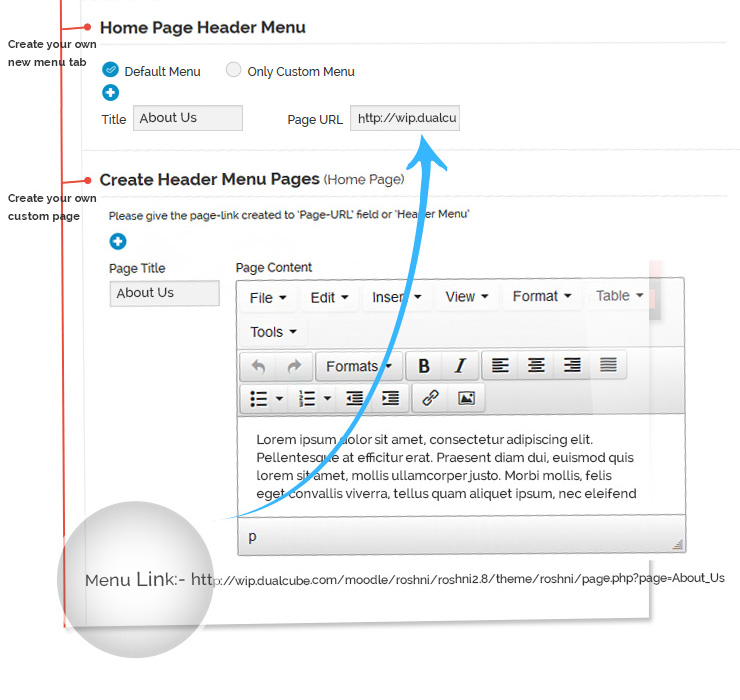 Home Page Header Menu
Create your own
new menu tab
Default Menu Only Custom Menu
Title About Us Page URL http://wip.dualcu
Create Header Menu Pages (Home Page)
Create your own
custom page
Please give the page-link created to 'Page-URL' field or 'Header Menu'
Page Title Page Content
About Us
File Edit Insert View Format Table
Tools
Formats B I
Lorem ipsum dolor sit amet, consectetur adipiscing elit.
Pellentesque at efficitur erat. Praesent diam dui, euismod quis
lorem sit amet, mollis ullamcorper justo. Morbi mollis, felis
eget convallis viverra, tellus quam aliquet ipsum, nec eleifend
p
Menu Link:- http://wip.dualcube.com/moodle/roshni/roshni2.8/theme/roshni/page.php?page=About_Us